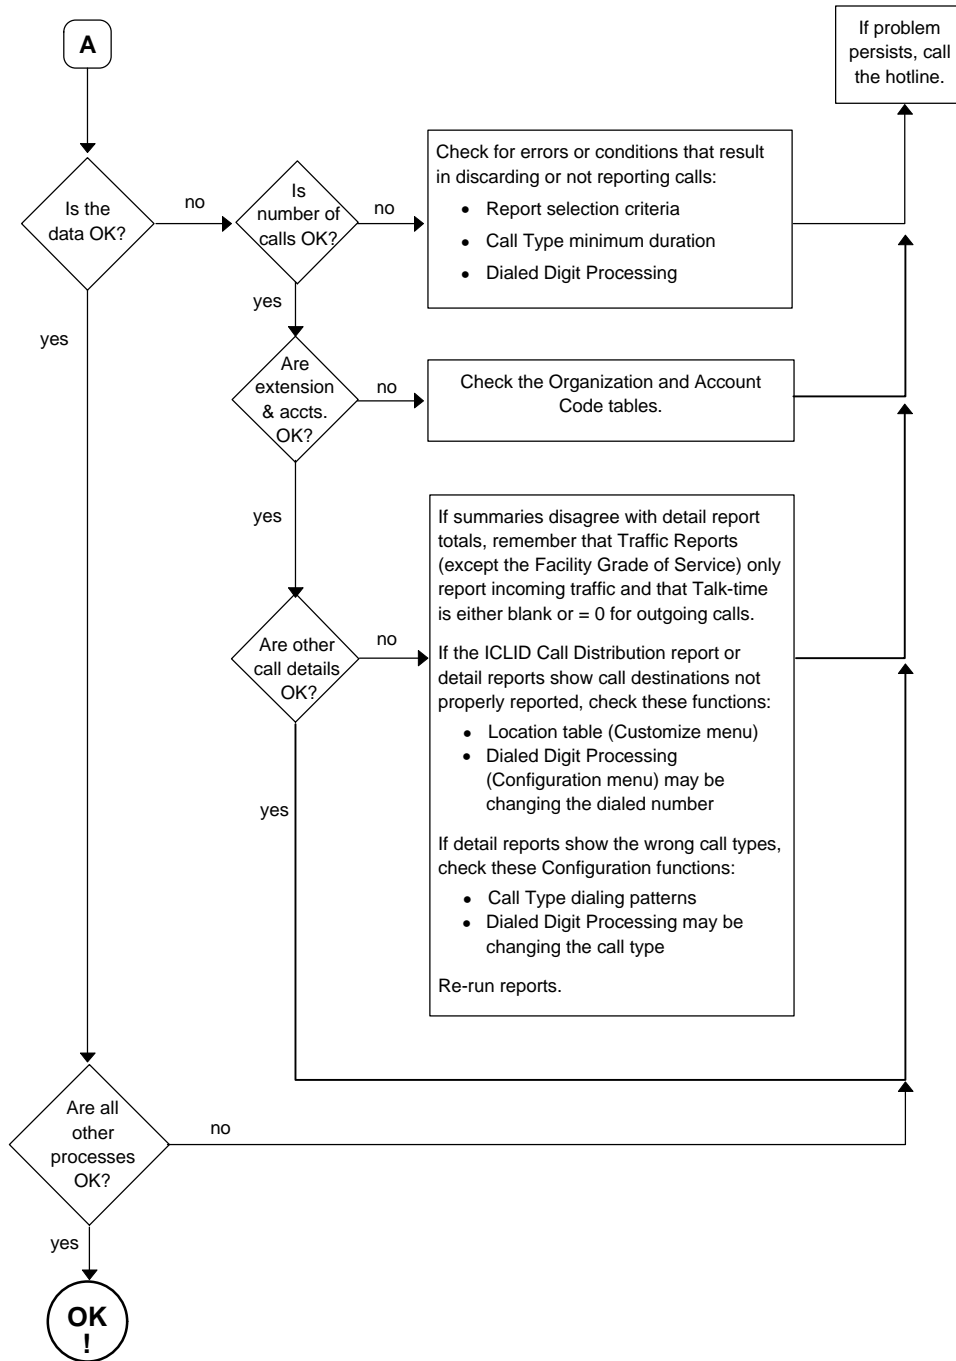 A
If problem
persists, call
the hotline.
Is the
data OK?
no
Is
number of
calls OK?
no
Check for errors or conditions that result
in discarding or not reporting calls:
• Report selection criteria
• Call Type minimum duration
• Dialed Digit Processing
yes
yes
Are
extension
& accts.
OK?
no
Check the Organization and Account
Code tables.
yes
Are other
call details
OK?
no
If summaries disagree with detail report
totals, remember that Traffic Reports
(except the Facility Grade of Service) only
report incoming traffic and that Talk-time
is either blank or = 0 for outgoing calls.
If the ICLID Call Distribution report or
detail reports show call destinations not
properly reported, check these functions:
• Location table (Customize menu)
• Dialed Digit Processing
(Configuration menu) may be
changing the dialed number
If detail reports show the wrong call types,
check these Configuration functions:
• Call Type dialing patterns
• Dialed Digit Processing may be
changing the call type
Re-run reports.
yes
Are all
other
processes
OK?
no
yes
OK
!